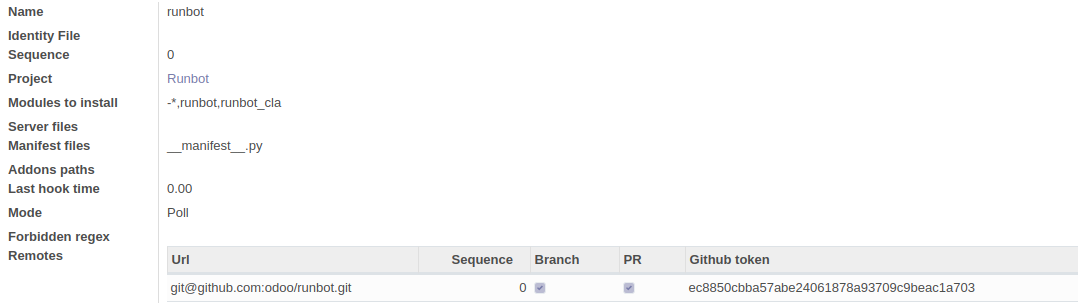 Name runbot
Identity File
Sequence 0
Project Runbot
Modules to install -*,runbot,runbot_cla
Server files
Manifest files __manifest__.py
Addons paths
Last hook time 0.00
Mode Poll
Forbidden regex
Remotes
Url Sequence Branch PR Github token
git@github.com:odoo/runbot.git 0 ec8850cbba57abe24061878a93709c9beac1a703